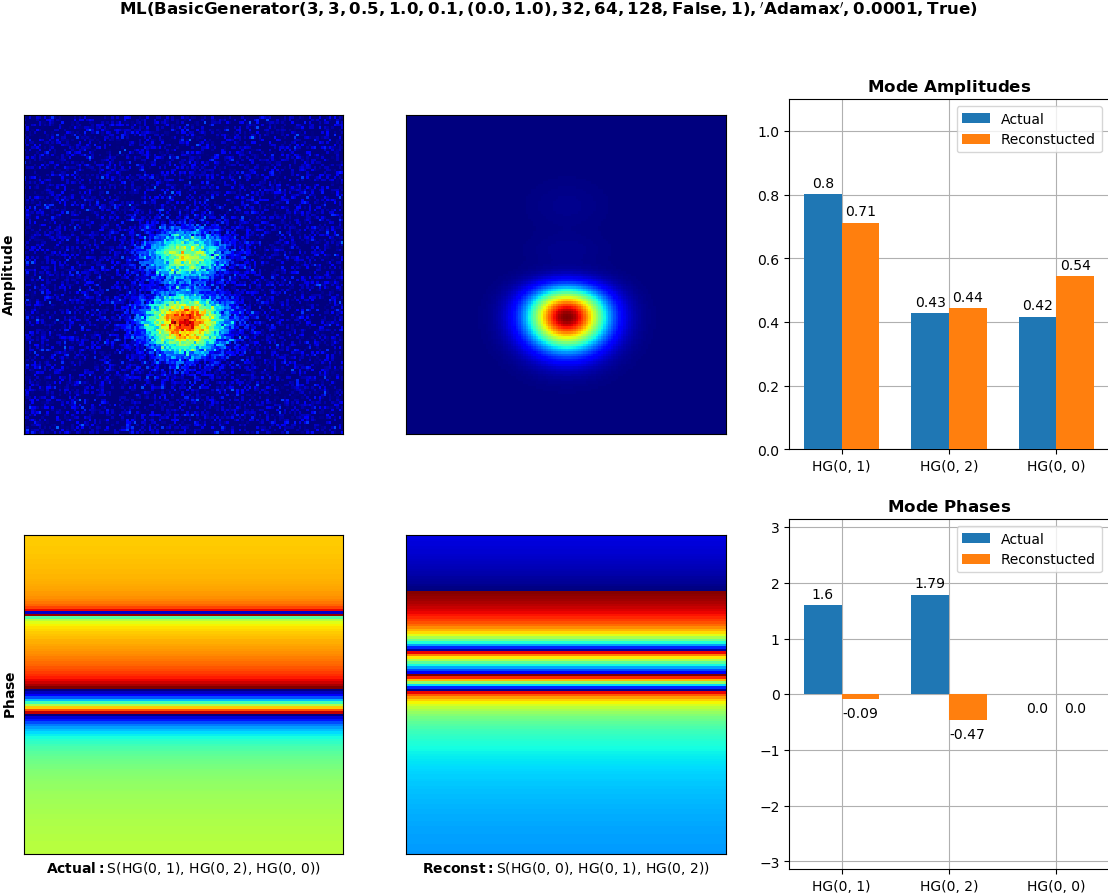 ML(BasicGenerator(3, 3, 0.5, 1.0, 0.1, (0.0, 1.0), 32, 64, 128, False, 1), ′Adamax′, 0.0001, True)
Amplitude
Mode Amplitudes
Actual
Reconstucted
1.0
0.8
0.6
0.4
0.2
0.0
0.8
0.71
0.43
0.44
0.42
0.54
HG(0, 1)
HG(0, 2)
HG(0, 0)
Phase
Actual: S(HG(0, 1), HG(0, 2), HG(0, 0))
Reconst: S(HG(0, 0), HG(0, 1), HG(0, 2))
Mode Phases
Actual
Reconstucted
3
2
1
0
−1
−2
−3
1.6
-0.09
1.79
-0.47
0.0
0.0
HG(0, 1)
HG(0, 2)
HG(0, 0)